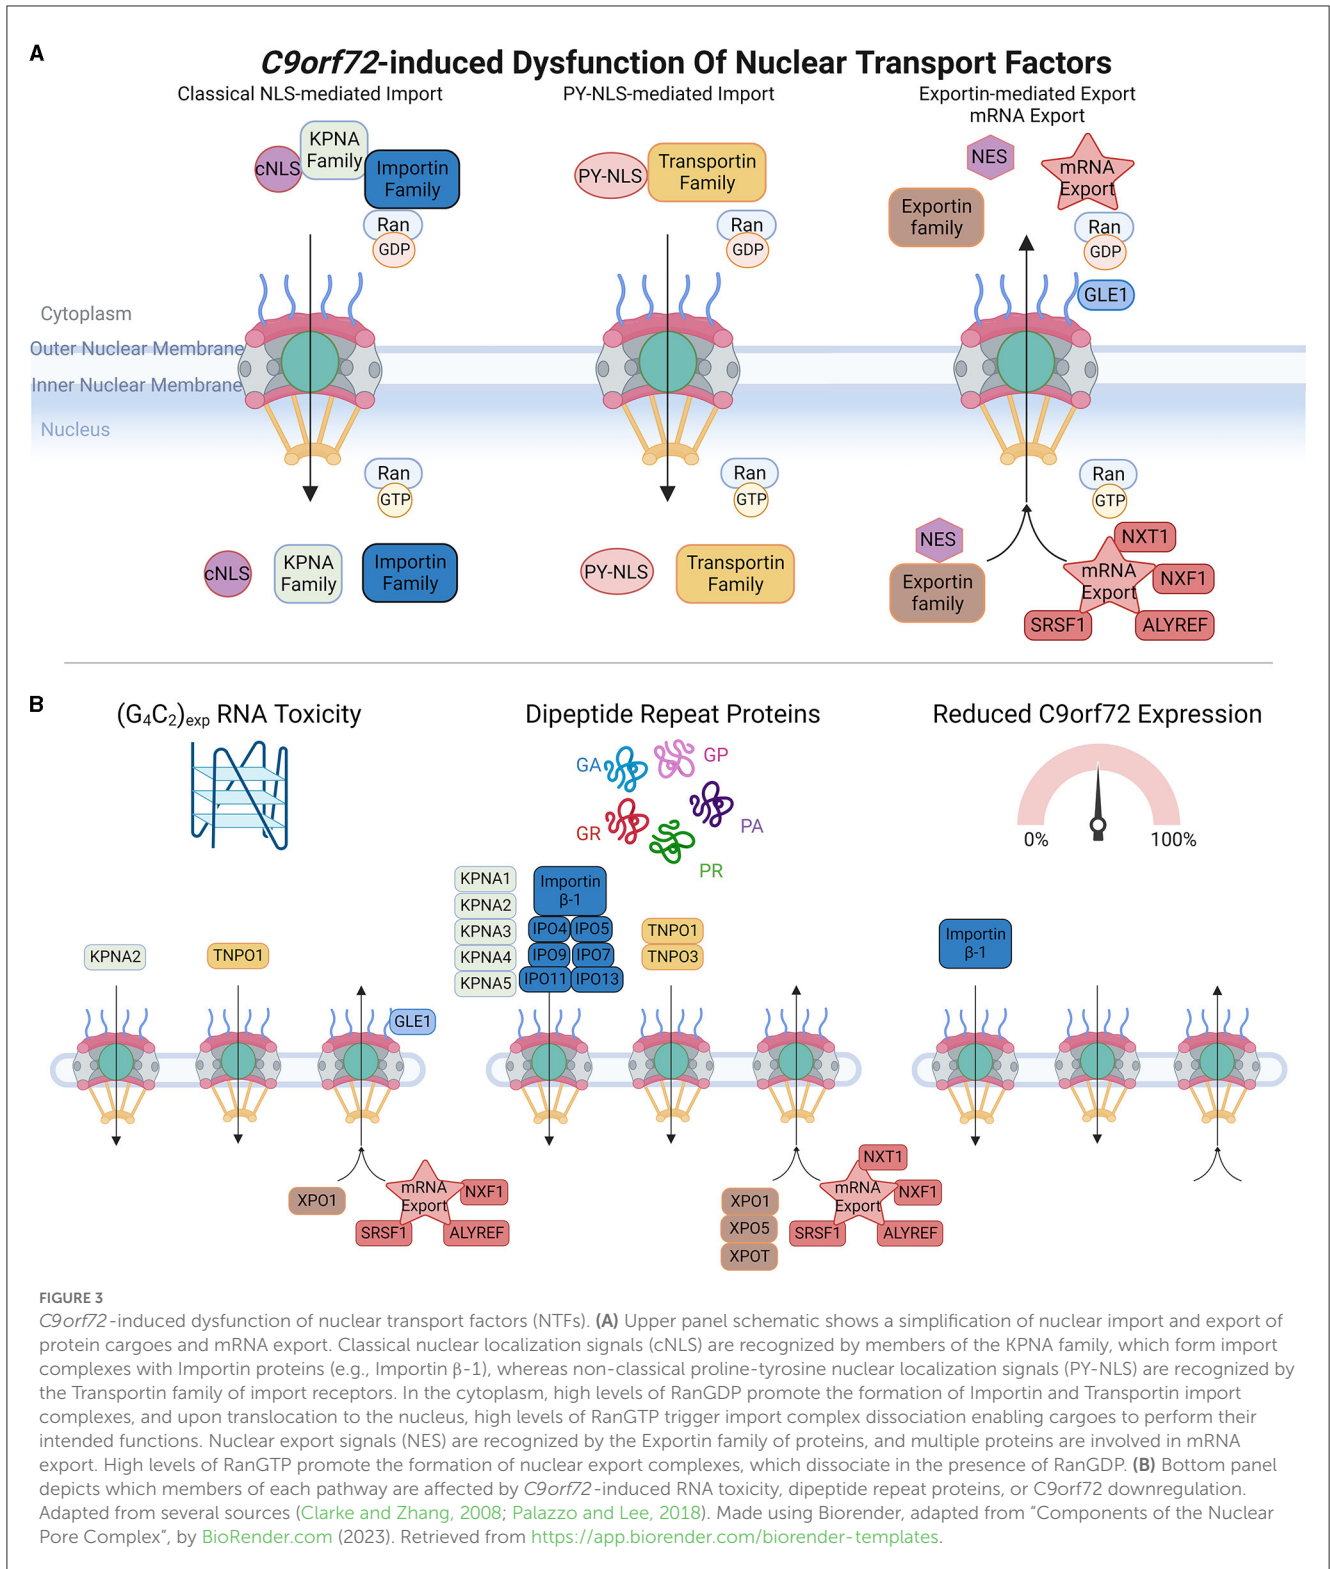 A
C9orf72-induced Dysfunction Of Nuclear Transport Factors
Classical NLS-mediated Import
PY-NLS-mediated Import
Exportin-mediated Export
mRNA Export
cNLS
KPNA
Family
Importin
Family
Ran
GDP
PY-NLS
Transportin
Family
Ran
GDP
NES
mRNA
Export
Exportin
family
Ran
GDP
GLE1
Cytoplasm
Outer Nuclear Membrane
Inner Nuclear Membrane
Nucleus
Ran
GTP
cNLS
KPNA
Family
Importin
Family
Ran
GTP
PY-NLS
Transportin
Family
Ran
GTP
NES
Exportin
family
NXT1
mRNA
Export
NXF1
SRSF1
ALYREF
B
(G4C2)exp RNA Toxicity
Dipeptide Repeat Proteins
Reduced C9orf72 Expression
GA
GP
PA
GR
PR
0%
100%
KPNA2
TNPO1
GLE1
XPO1
mRNA
Export
NXF1
SRSF1
ALYREF
KPNA1
KPNA2
KPNA3
KPNA4
KPNA5
Importin
β-1
IPO4
IPO5
IPO9
IPO7
IPO11
IPO13
TNPO1
TNPO3
XPO1
XPO5
XPOT
NXT1
mRNA
Export
NXF1
SRSF1
ALYREF
Importin
β-1
FIGURE 3
C9orf72-induced dysfunction of nuclear transport factors (NTFs). (A) Upper panel schematic shows a simplification of nuclear import and export of
protein cargoes and mRNA export. Classical nuclear localization signals (cNLS) are recognized by members of the KPNA family, which form import
complexes with Importin proteins (e.g., Importin β-1), whereas non-classical proline-tyrosine nuclear localization signals (PY-NLS) are recognized by
the Transportin family of import receptors. In the cytoplasm, high levels of RanGDP promote the formation of Importin and Transportin import
complexes, and upon translocation to the nucleus, high levels of RanGTP trigger import complex dissociation enabling cargoes to perform their
intended functions. Nuclear export signals (NES) are recognized by the Exportin family of proteins, and multiple proteins are involved in mRNA
export. High levels of RanGTP promote the formation of nuclear export complexes, which dissociate in the presence of RanGDP. (B) Bottom panel
depicts which members of each pathway are affected by C9orf72-induced RNA toxicity, dipeptide repeat proteins, or C9orf72 downregulation.
Adapted from several sources (Clarke and Zhang, 2008; Palazzo and Lee, 2018). Made using Biorender, adapted from “Components of the Nuclear
Pore Complex”, by BioRender.com (2023). Retrieved from https://app.biorender.com/biorender-templates.